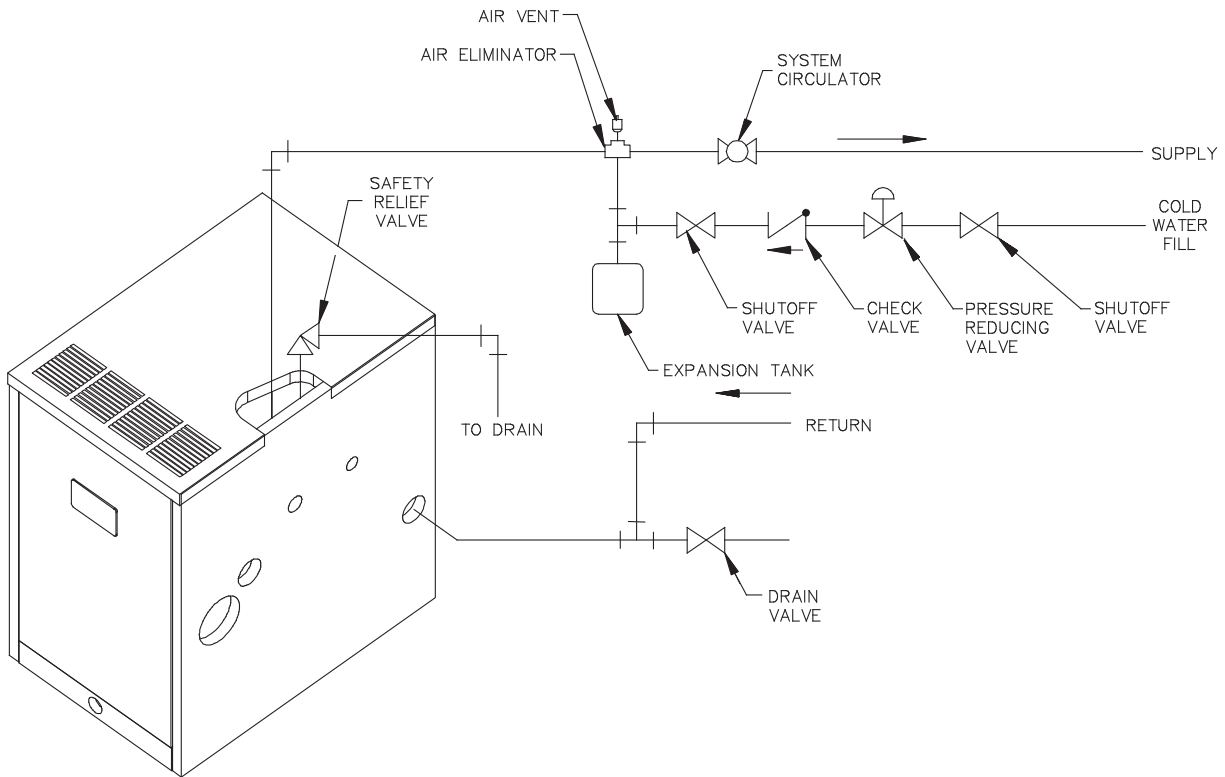 AIR VENT
AIR ELIMINATOR
SYSTEM
CIRCULATOR
SUPPLY
SAFETY
RELIEF
VALVE
COLD
WATER
FILL
SHUTOFF
VALVE
CHECK
VALVE
PRESSURE
REDUCING
VALVE
SHUTOFF
VALVE
EXPANSION TANK
TO DRAIN
RETURN
DRAIN
VALVE